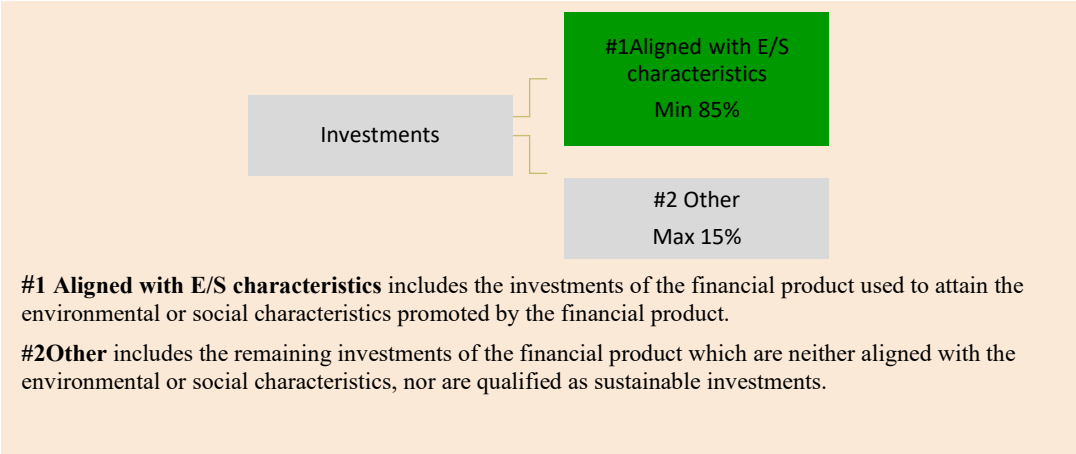 #1Aligned with E/S
characteristics
Min 85%
Investments
#2 Other
Max 15%
#1 Aligned with E/S characteristics includes the investments of the financial product used to attain the
environmental or social characteristics promoted by the financial product.
#2Other includes the remaining investments of the financial product which are neither aligned with the
environmental or social characteristics, nor are qualified as sustainable investments.